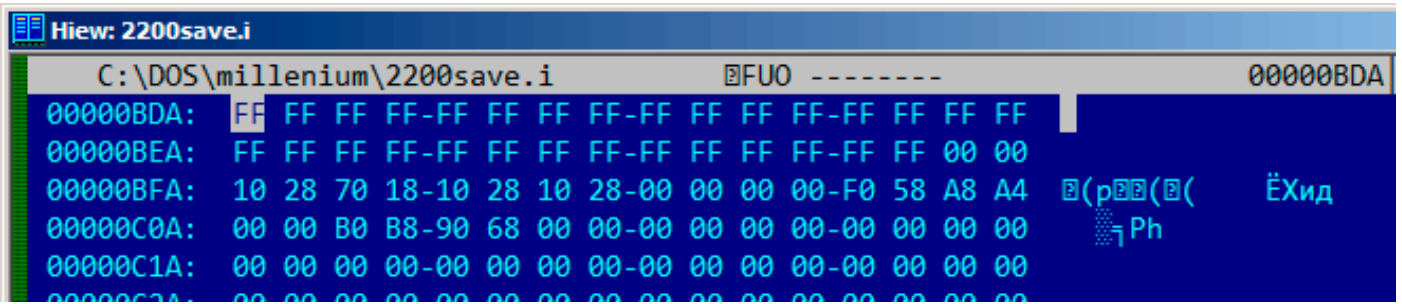 Hiew: 2200save.i
C:\DOS\millenium\2200save.i FUO -------- 00000BDA
00000BDA: FF FF FF FF-FF FF FF FF-FF FF FF FF-FF FF FF FF
00000BEA: FF FF FF FF-FF FF FF FF-FF FF FF FF-FF FF 00 00
00000BFA: 10 28 70 18-10 28 10 28-00 00 00 00-F0 58 A8 A4 (p(( ЁXид
00000C0A: 00 00 B0 B8-90 68 00 00-00 00 00 00-00 00 00 00 ░╕Рh
00000C1A: 00 00 00 00-00 00 00 00-00 00 00 00-00 00 00 00